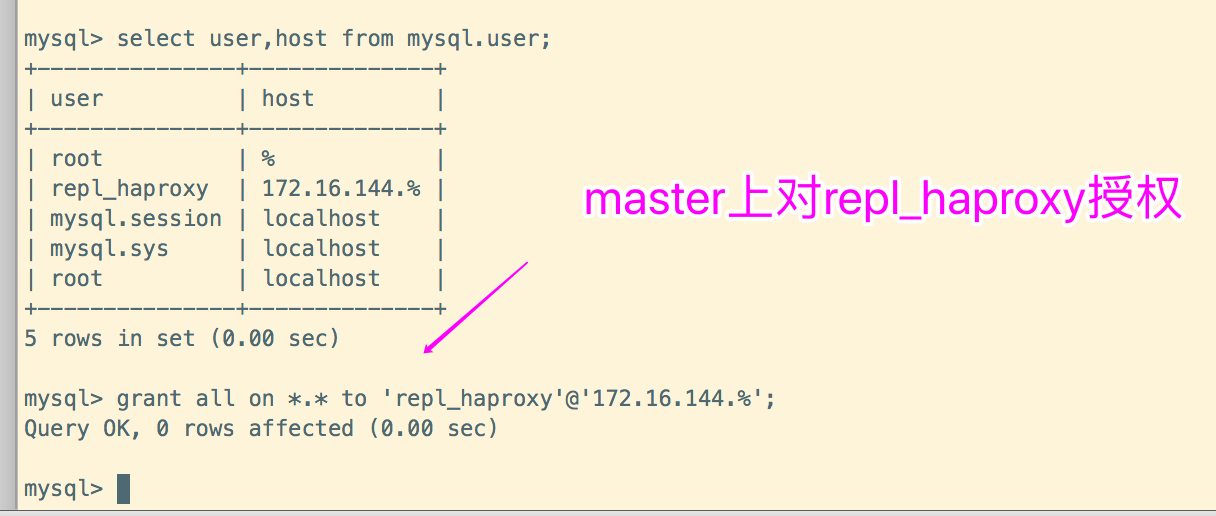 mysql> select user,host from mysql.user;
+---------------+--------------+
| user          | host         |
+---------------+--------------+
| root          | %            |
| repl_haproxy  | 172.16.144.% |
| mysql.session | localhost    |
| mysql.sys     | localhost    |
| root          | localhost    |
+---------------+--------------+
5 rows in set (0.00 sec)
master上对repl_haproxy授权
mysql> grant all on *.* to 'repl_haproxy'@'172.16.144.%';
Query OK, 0 rows affected (0.00 sec)
mysql>